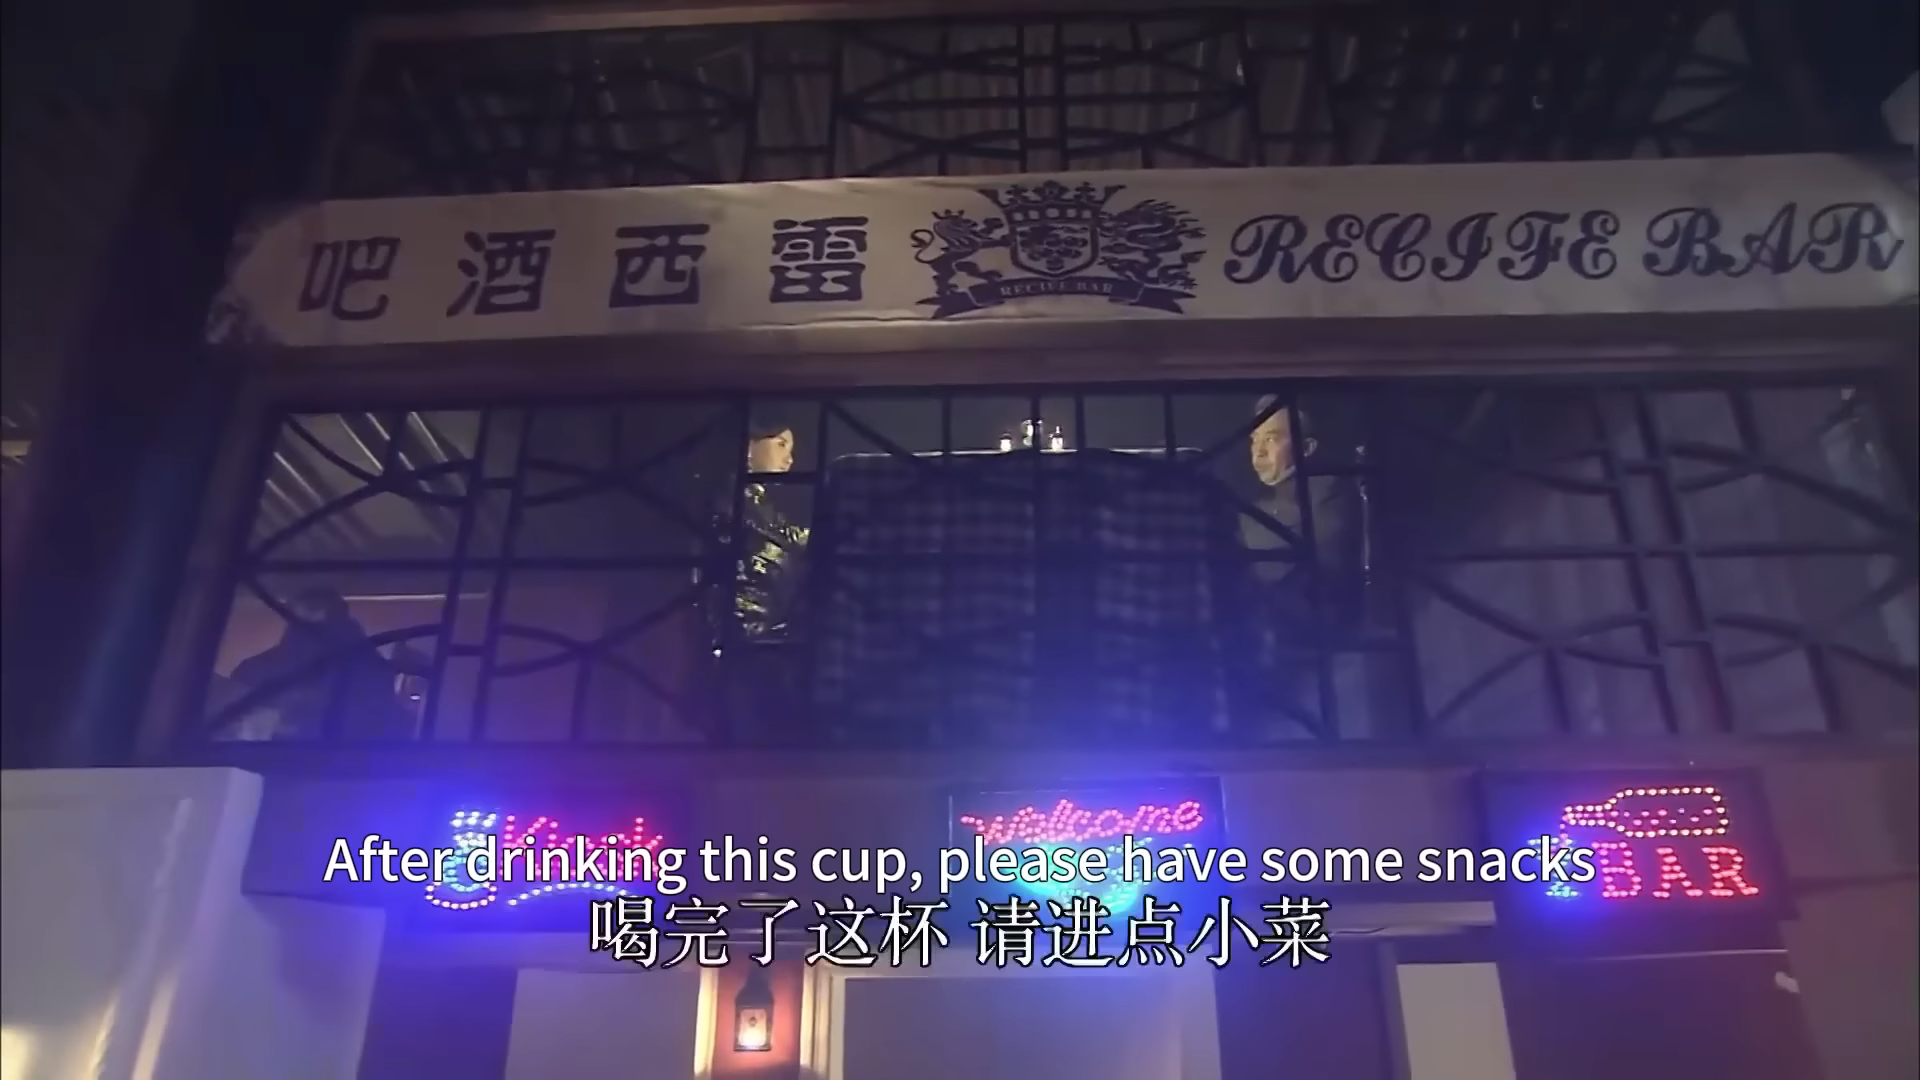 吧酒西雷 RECIFE BAR
RECIFE BAR
welcome
BAR
After drinking this cup, please have some snacks
喝完了这杯 请进点小菜